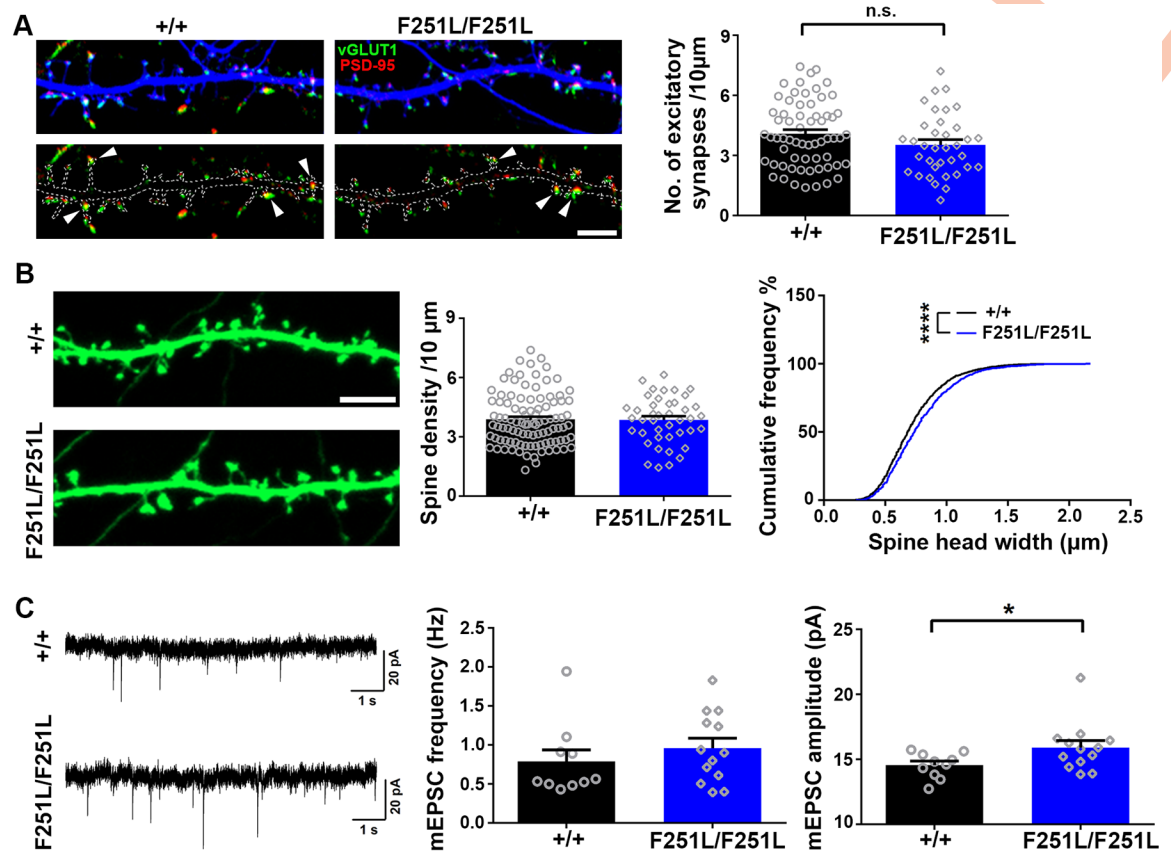 A
+/+
F251L/F251L
vGLUT1
PSD-95
No. of excitatory
synapses /10µm
9
6
3
0
n.s.
+/+
F251L/F251L
B
+/+
F251L/F251L
Spine density /10 µm
9
6
3
0
+/+
F251L/F251L
Cumulative frequency %
150
100
50
0
0.0
0.5
1.0
1.5
2.0
2.5
Spine head width (µm)
****
+/+
F251L/F251L
C
+/+
20 pA
1 s
F251L/F251L
20 pA
1 s
mEPSC frequency (Hz)
2.5
2.0
1.5
1.0
0.5
0.0
+/+
F251L/F251L
mEPSC amplitude (pA)
25
20
15
10
*
+/+
F251L/F251L